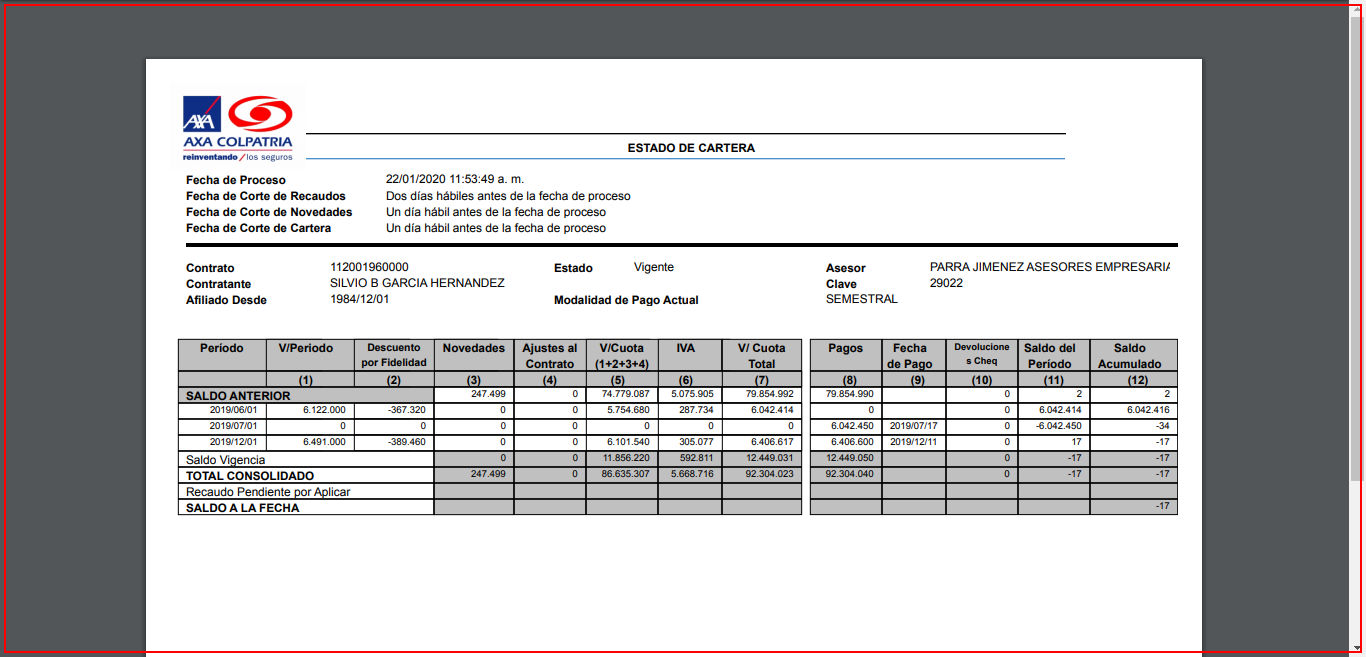 AXA
AXA COLPATRIA
reinventando / los seguros
ESTADO DE CARTERA
Fecha de Proceso 22/01/2020 11:53:49 a. m.
Fecha de Corte de Recaudos Dos días hábiles antes de la fecha de proceso
Fecha de Corte de Novedades Un día hábil antes de la fecha de proceso
Fecha de Corte de Cartera Un día hábil antes de la fecha de proceso
Contrato 112001960000 Estado Vigente Asesor PARRA JIMENEZ ASESORES EMPRESARIA
Contratante SILVIO B GARCIA HERNANDEZ Clave 29022
Afiliado Desde 1984/12/01 Modalidad de Pago Actual SEMESTRAL
Período V/Periodo Descuento Novedades Ajustes al V/Cuota IVA V/ Cuota Pagos Fecha Devolucione Saldo del Saldo
por Fidelidad Contrato (1+2+3+4) Total de Pago s Cheq Período Acumulado
(1) (2) (3) (4) (5) (6) (7) (8) (9) (10) (11) (12)
SALDO ANTERIOR 247.499 0 74.779.087 5.075.905 79.854.992 79.854.990 0 2 2
2019/06/01 6.122.000 -367.320 0 0 5.754.680 287.734 6.042.414 0 0 6.042.414 6.042.416
2019/07/01 0 0 0 0 0 0 0 6.042.450 2019/07/17 0 -6.042.450 -34
2019/12/01 6.491.000 -389.460 0 0 6.101.540 305.077 6.406.617 6.406.600 2019/12/11 0 17 -17
Saldo Vigencia 0 0 11.856.220 592.811 12.449.031 12.449.050 0 -17 -17
TOTAL CONSOLIDADO 247.499 0 86.635.307 5.668.716 92.304.023 92.304.040 0 -17 -17
Recaudo Pendiente por Aplicar
SALDO A LA FECHA -17